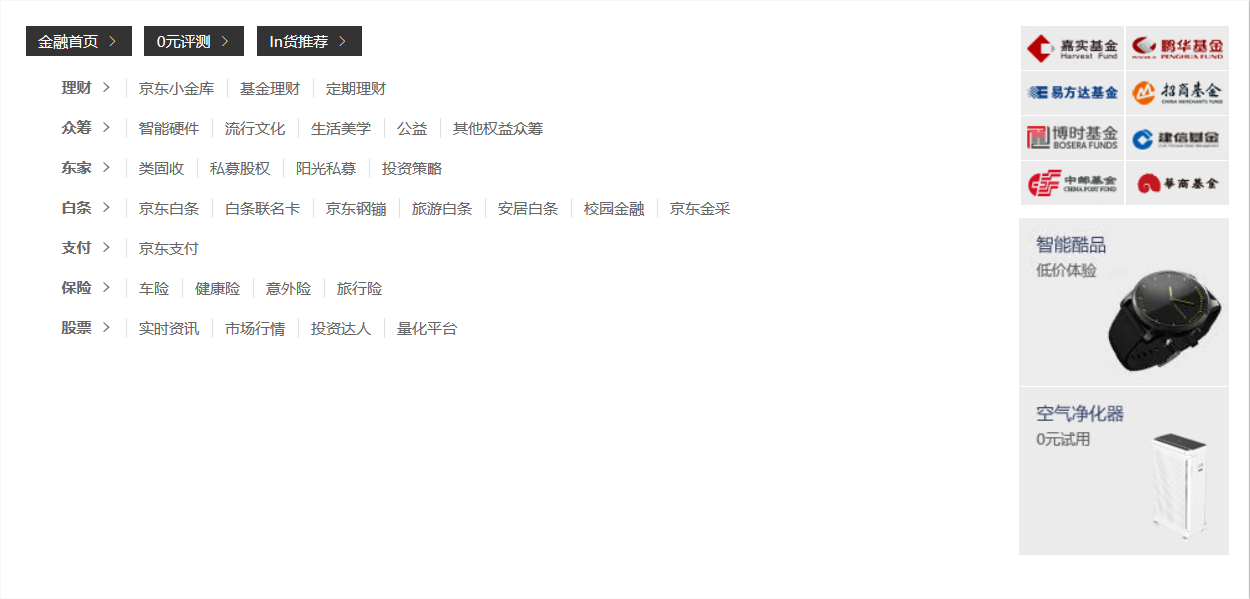 金融首页 0元评测 In货推荐
理财 京东小金库 基金理财 定期理财
众筹 智能硬件 流行文化 生活美学 公益 其他权益众筹
东家 类固收 私募股权 阳光私募 投资策略
白条 京东白条 白条联名卡 京东钢镚 旅游白条 安居白条 校园金融 京东金采
支付 京东支付
保险 车险 健康险 意外险 旅行险
股票 实时资讯 市场行情 投资达人 量化平台
嘉实基金 Harvest Fund
鹏华基金 PENGHUA FUND
易方达基金
招商基金 CHINA MERCHANTS FUND
博时基金 BOSERA FUNDS
建信基金
中邮基金 CHINA POST FUND
華商基金
智能酷品
低价体验
空气净化器
0元试用